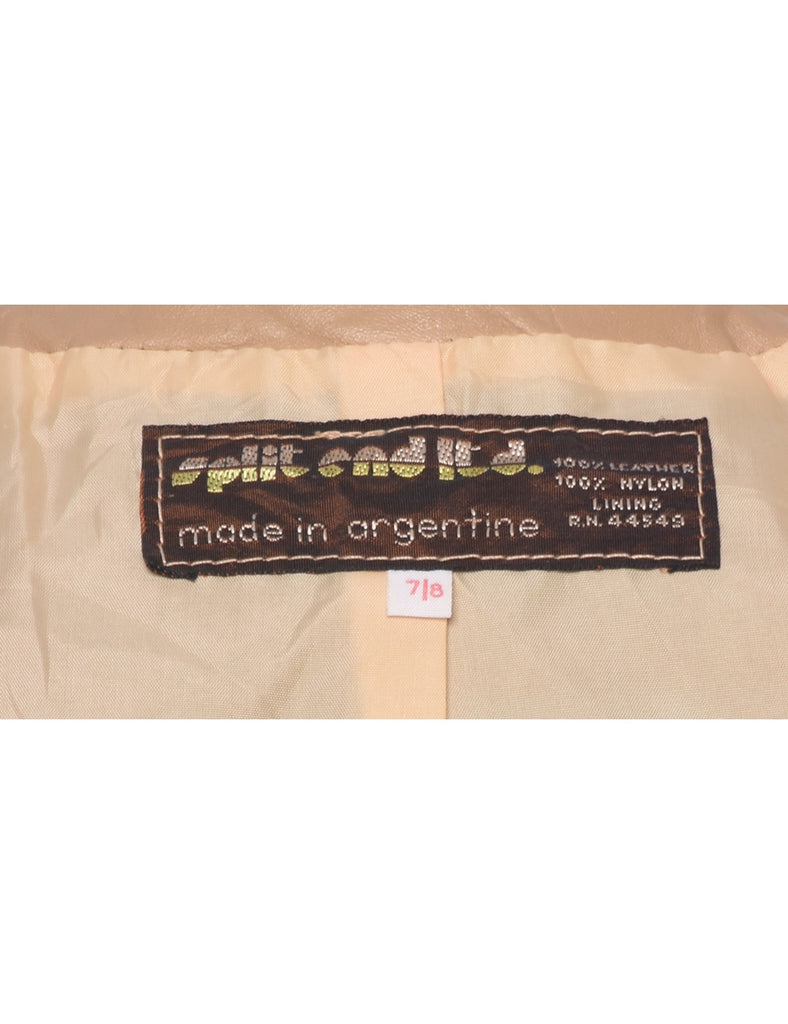 split end ltd.
made in argentine
100% LEATHER
100% NYLON
LINING
R.N. 44549
7/8